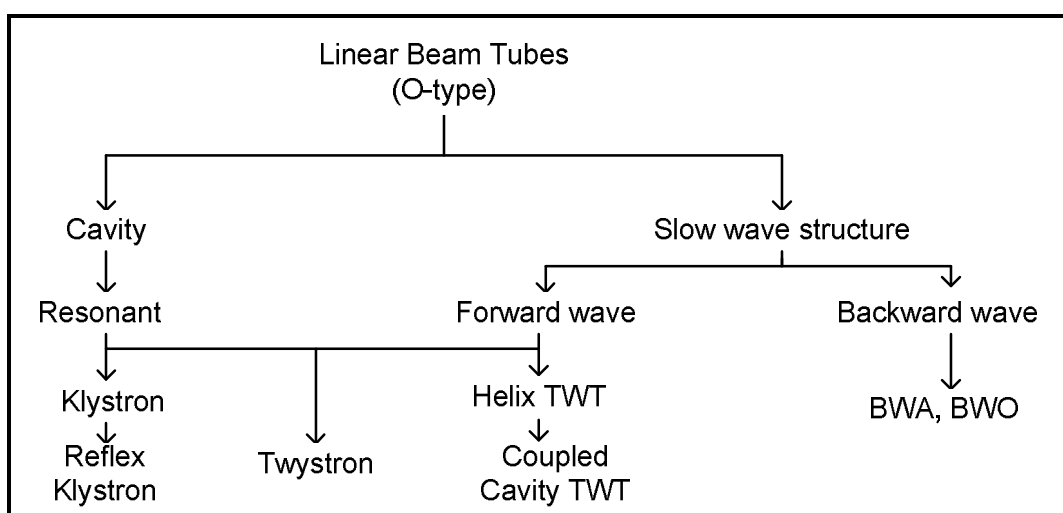 Linear Beam Tubes
(O-type)
Cavity
Slow wave structure
Resonant
Forward wave
Backward wave
Klystron
Helix TWT
BWA, BWO
Reflex
Klystron
Twystron
Coupled
Cavity TWT